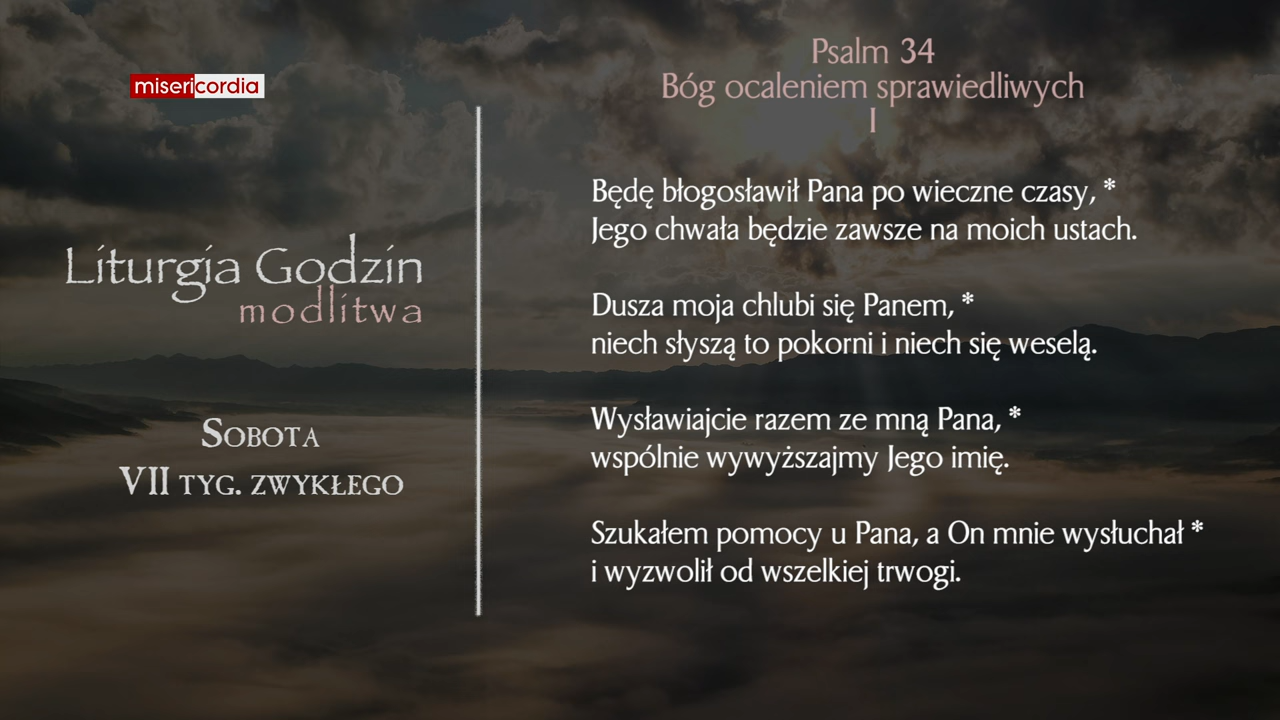 misericordia
Liturgia Godzin
modlitwa
Sobota
VII tyg. zwykłego
Psalm 34
Bóg ocaleniem sprawiedliwych
I
Będę błogosławił Pana po wieczne czasy, *
Jego chwała będzie zawsze na moich ustach.
Dusza moja chlubi się Panem, *
niech słyszą to pokorni i niech się weselą.
Wysławiajcie razem ze mną Pana, *
wspólnie wywyższajmy Jego imię.
Szukałem pomocy u Pana, a On mnie wysłuchał *
i wyzwolił od wszelkiej trwogi.